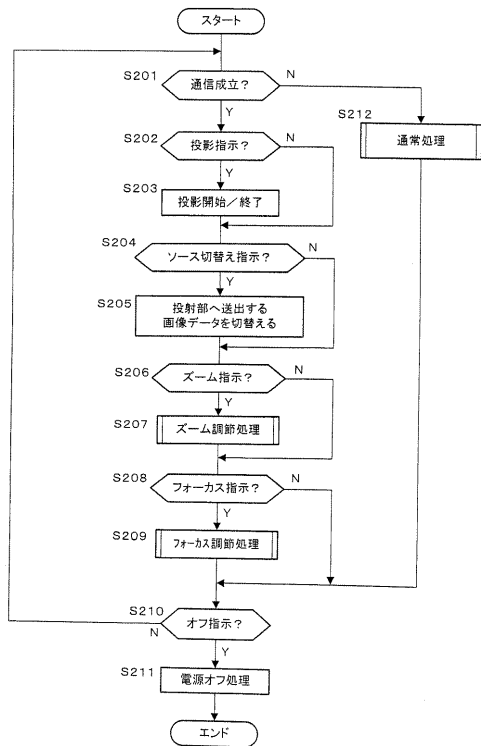 スタート
S201
通信成立?
N
Y
S212
通常処理
S202
投影指示?
N
Y
S203
投影開始/終了
S204
ソース切替え指示?
N
Y
S205
投射部へ送出する
画像データを切替える
S206
ズーム指示?
N
Y
S207
ズーム調節処理
S208
フォーカス指示?
N
Y
S209
フォーカス調節処理
S210
オフ指示?
N
Y
S211
電源オフ処理
エンド